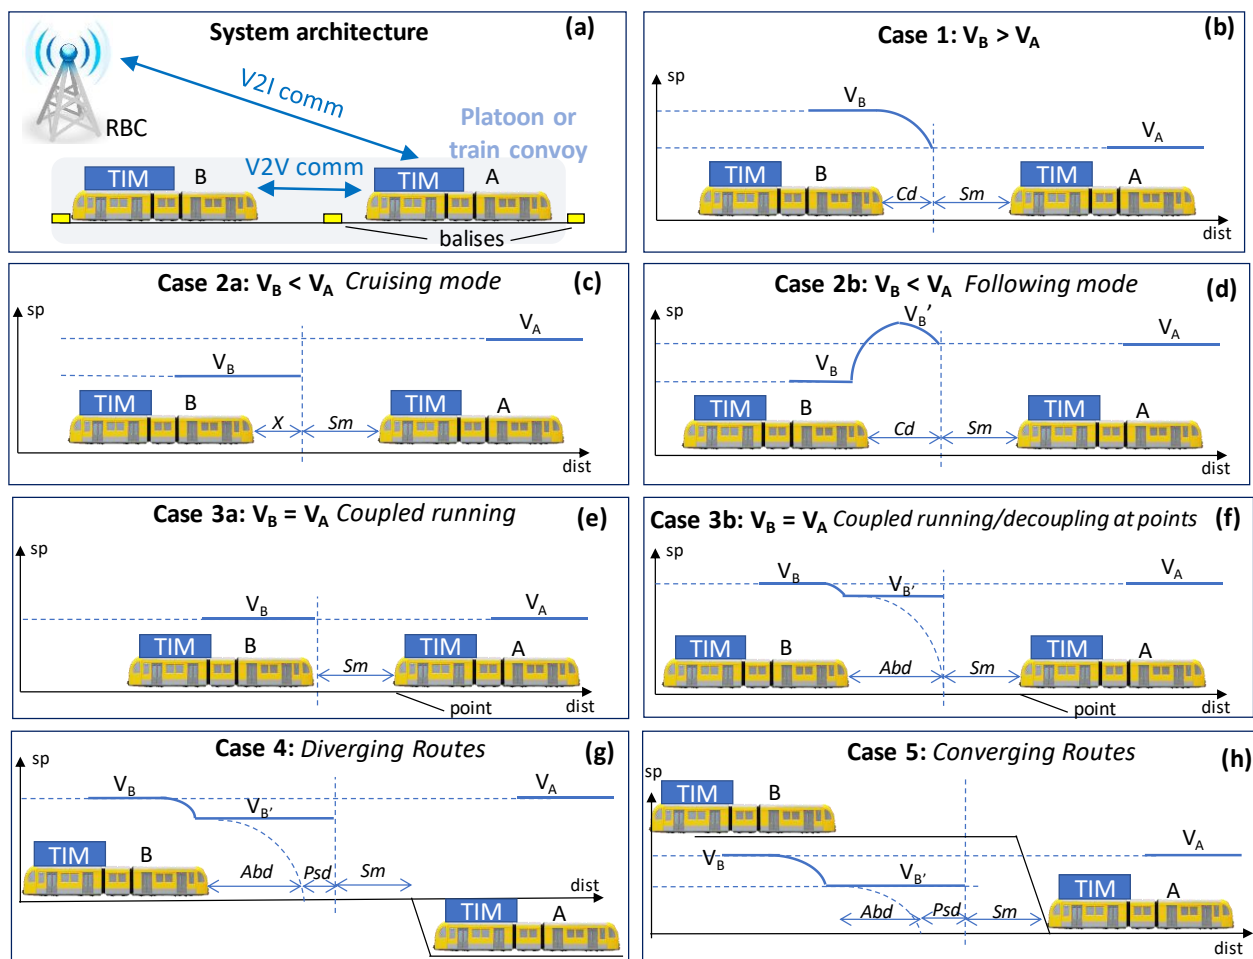 System architecture
(a)
V2I comm
RBC
Platoon or
train convoy
V2V comm
TIM
B
TIM
A
balises
Case 1: VB > VA
(b)
sp
VB
VA
TIM
B
TIM
A
Cd
Sm
dist
Case 2a: VB < VA Cruising mode
(c)
sp
VA
VB
TIM
B
TIM
A
X
Sm
dist
Case 2b: VB < VA Following mode
(d)
sp
VB'
VA
VB
TIM
B
TIM
A
Cd
Sm
dist
Case 3a: VB = VA Coupled running
(e)
sp
VB
VA
TIM
B
TIM
A
Sm
point
dist
Case 3b: VB = VA Coupled running/decoupling at points
(f)
sp
VB
VB'
VA
TIM
B
TIM
A
Abd
Sm
point
dist
Case 4: Diverging Routes
(g)
sp
VB
VB'
VA
TIM
B
Abd
Psd
Sm
dist
TIM
A
Case 5: Converging Routes
(h)
sp
TIM
B
VB
VB'
VA
Abd
Psd
Sm
TIM
A
dist